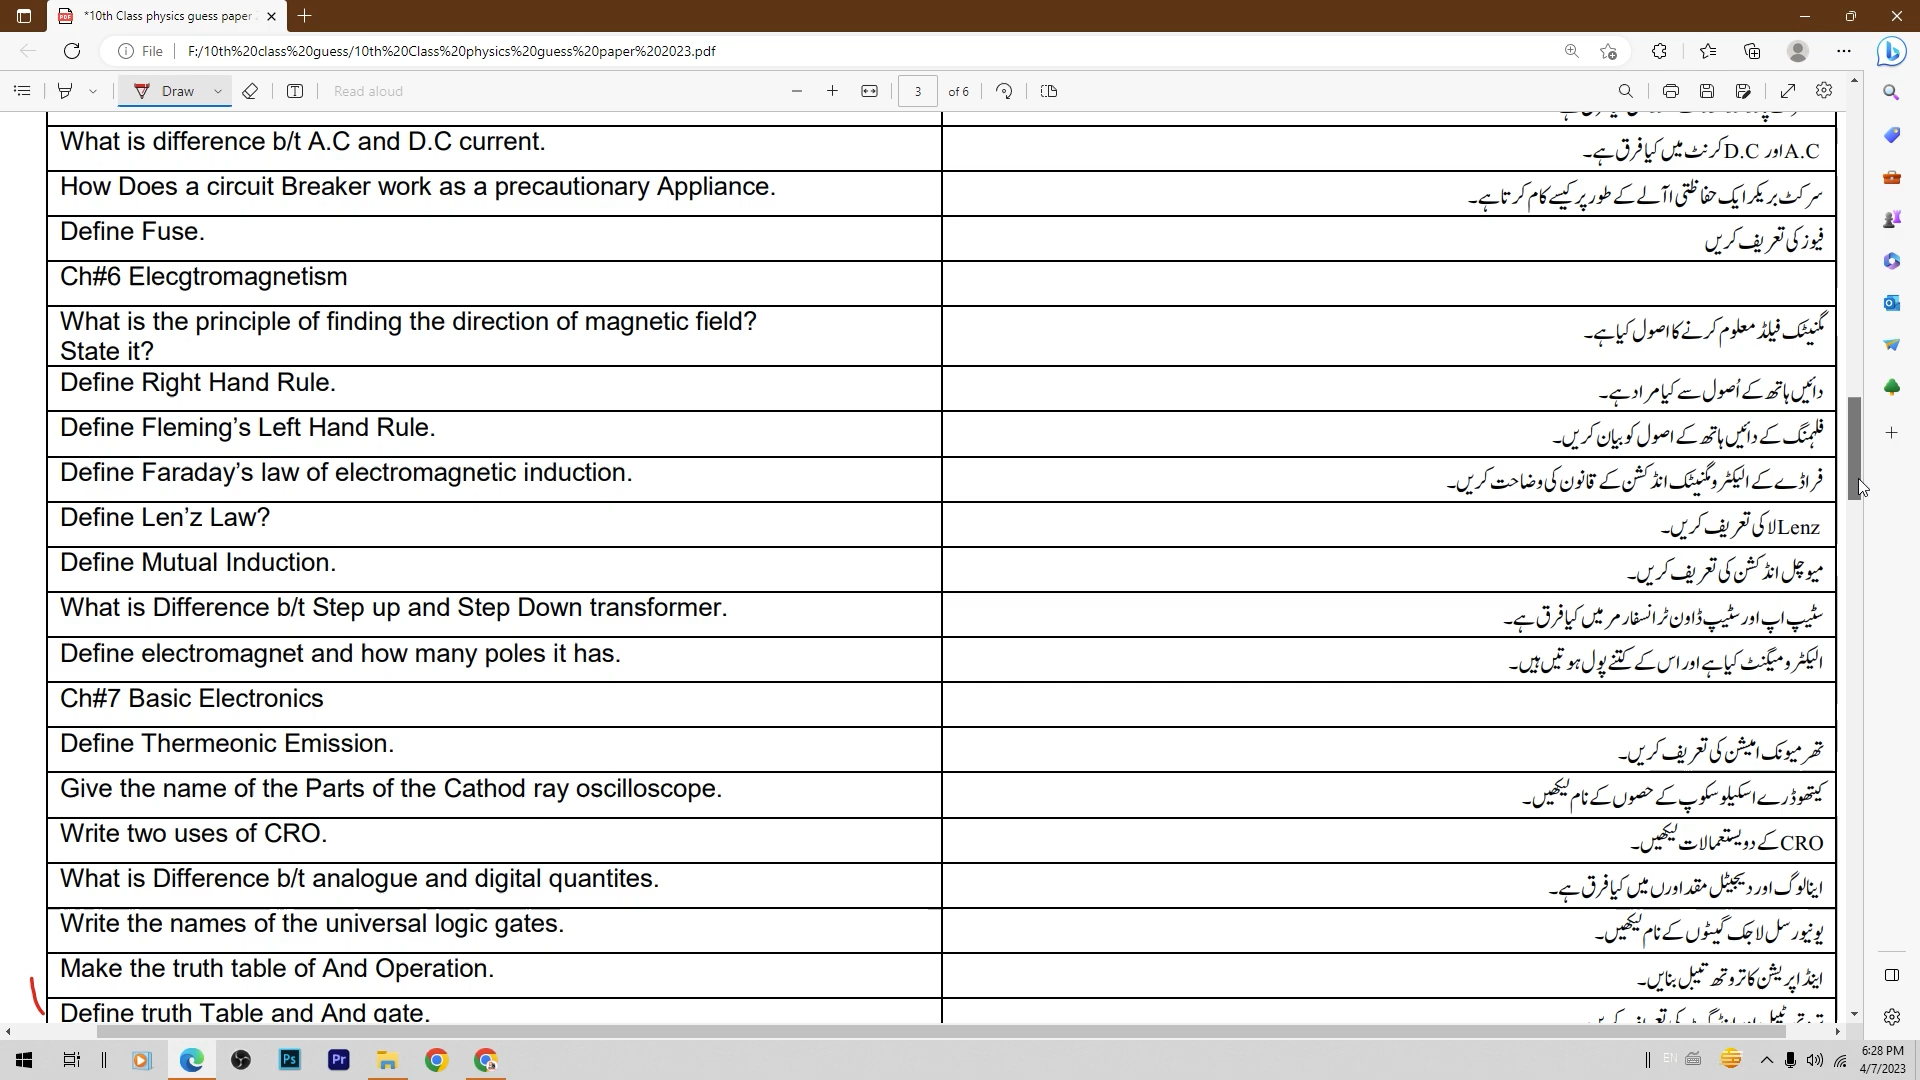 *10th Class physics guess paper
File
F:/10th%20class%20guess/10th%20Class%20physics%20guess%20paper%202023.pdf
Draw
Read aloud
3
of 6
What is difference b/t A.C and D.C current.
A.C اور D.C کرنٹ میں کیا فرق ہے۔
How Does a circuit Breaker work as a precautionary Appliance.
سرکٹ بریکر ایک حفاظتی اآلے کے طور پر کیسے کام کرتا ہے۔
Define Fuse.
فیوز کی تعریف کریں
Ch#6 Elecgtromagnetism
What is the principle of finding the direction of magnetic field?
State it?
مگنیٹک فیلڈ معلوم کرنے کا اصول کیا ہے۔
Define Right Hand Rule.
دائیں ہاتھ کے اُصول سے کیا مراد ہے۔
Define Fleming’s Left Hand Rule.
فلیمنگ کے دائیں ہاتھ کے اصول کو بیان کریں۔
Define Faraday’s law of electromagnetic induction.
فراڈے کے الیکٹرومگنیٹک انڈکشن کے قانون کی وضاحت کریں۔
Define Len’z Law?
Lenz لا کی تعریف کریں۔
Define Mutual Induction.
میوچل انڈکشن کی تعریف کریں۔
What is Difference b/t Step up and Step Down transformer.
سٹیپ اپ اور سٹیپ ڈاون ٹرانسفارمر میں کیا فرق ہے۔
Define electromagnet and how many poles it has.
الیکٹرومیگنٹ کیا ہے اور اس کے کتنے پول ہوتیں ہیں۔
Ch#7 Basic Electronics
Define Thermeonic Emission.
تھرمیونک امیشن کی تعریف کریں۔
Give the name of the Parts of the Cathod ray oscilloscope.
کیتھوڈ رے اسکیلوسکوپ کے حصوں کے نام لیکھیں۔
Write two uses of CRO.
CRO کے دو یستعمالات لیکھیں۔
What is Difference b/t analogue and digital quantites.
اینالوگ اور دیجیٹل مقداورں میں کیا فرق ہے۔
Write the names of the universal logic gates.
یونیورسل لاجک گیٹوں کے نام لیکھیں۔
Make the truth table of And Operation.
اینڈ اپریشن کا تروتھ تیبل بنایں۔
Define truth Table and And gate.
EN
6:28 PM
4/7/2023